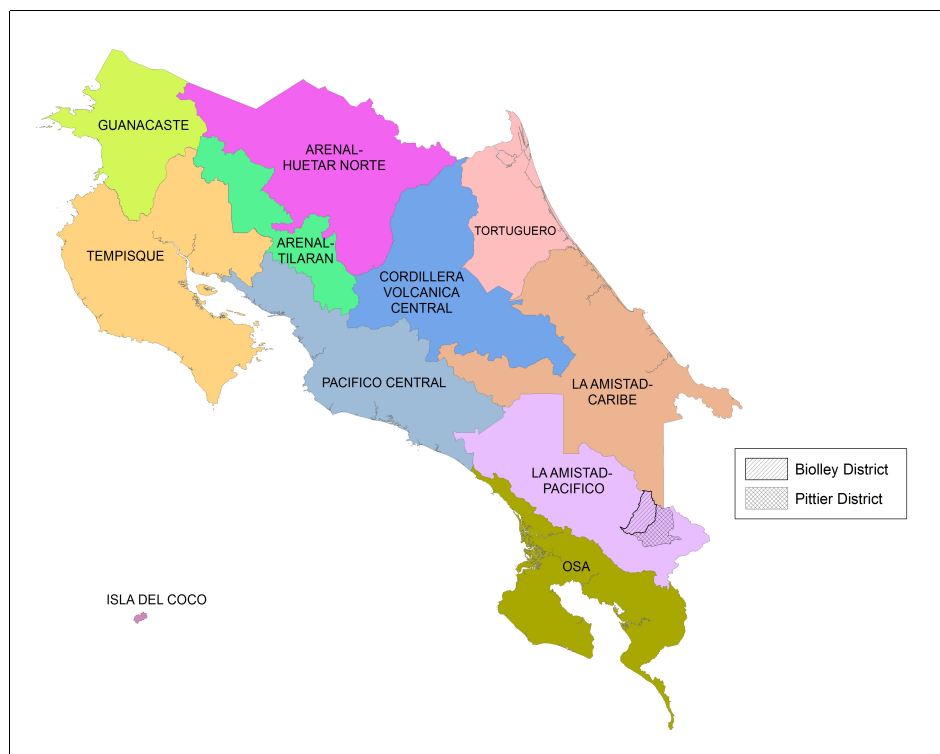 GUANACASTE
ARENAL-
HUETAR NORTE
TORTUGUERO
TEMPISQUE
ARENAL-
TILARAN
CORDILLERA
VOLCANICA
CENTRAL
PACIFICO CENTRAL
LA AMISTAD-
CARIBE
LA AMISTAD-
PACIFICO
Biolley District
Pittier District
OSA
ISLA DEL COCO